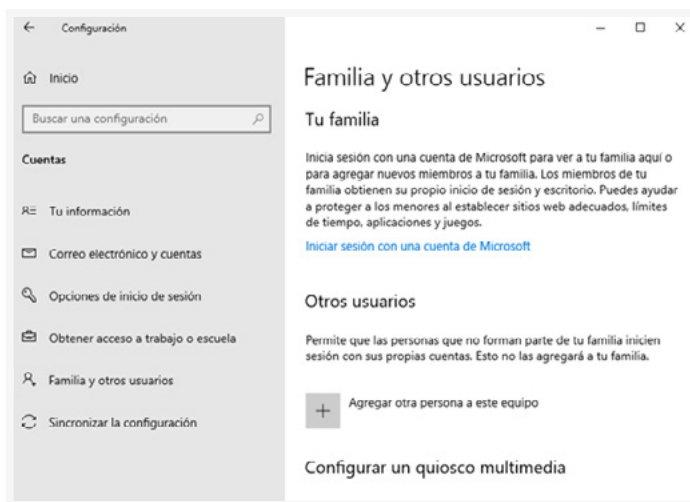 Configuración
Inicio
Buscar una configuración
Cuentas
Tu información
Correo electrónico y cuentas
Opciones de inicio de sesión
Obtener acceso a trabajo o escuela
Familia y otros usuarios
Sincronizar la configuración
Familia y otros usuarios
Tu familia
Inicia sesión con una cuenta de Microsoft para ver a tu familia aquí o
para agregar nuevos miembros a tu familia. Los miembros de tu
familia obtienen su propio inicio de sesión y escritorio. Puedes ayudar
a proteger a los menores al establecer sitios web adecuados, límites
de tiempo, aplicaciones y juegos.
Iniciar sesión con una cuenta de Microsoft
Otros usuarios
Permite que las personas que no forman parte de tu familia inicien
sesión con sus propias cuentas. Esto no las agregará a tu familia.
Agregar otra persona a este equipo
Configurar un quiosco multimedia